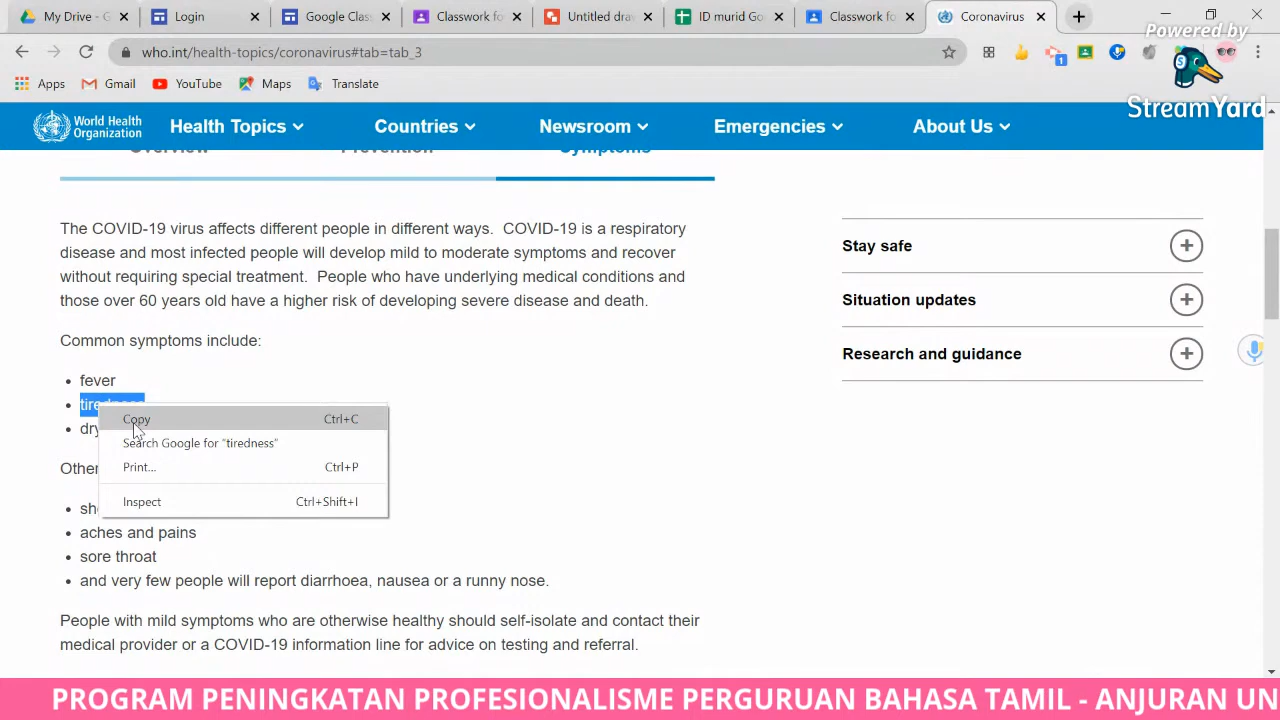 My Drive - G
Login
Google Clas
Classwork fo
Untitled dra
ID murid Go
Classwork fo
Coronavirus
Powered by
StreamYard
who.int/health-topics/coronavirus#tab=tab_3
1
Apps
Gmail
YouTube
Maps
Translate
World Health
Organization
Health Topics
Countries
Newsroom
Emergencies
About Us
Overview
Prevention
Symptoms
The COVID-19 virus affects different people in different ways. COVID-19 is a respiratory
disease and most infected people will develop mild to moderate symptoms and recover
without requiring special treatment. People who have underlying medical conditions and
those over 60 years old have a higher risk of developing severe disease and death.
Common symptoms include:
• fever
• tiredness
• dry
Copy Ctrl+C
Search Google for “tiredness”
Print... Ctrl+P
Inspect Ctrl+Shift+I
Other
• sh
• aches and pains
• sore throat
• and very few people will report diarrhoea, nausea or a runny nose.
People with mild symptoms who are otherwise healthy should self-isolate and contact their
medical provider or a COVID-19 information line for advice on testing and referral.
Stay safe
Situation updates
Research and guidance
PROGRAM PENINGKATAN PROFESIONALISME PERGURUAN BAHASA TAMIL - ANJURAN UN